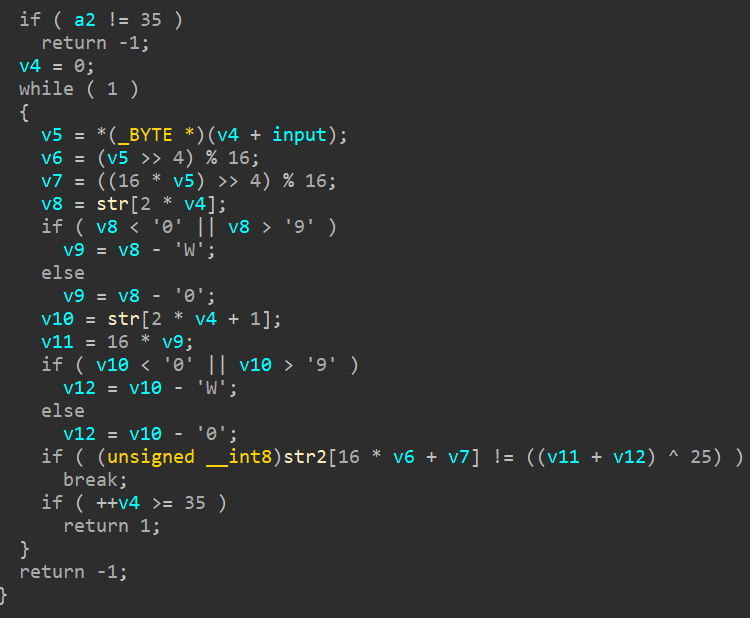 if ( a2 != 35 )
return -1;
v4 = 0;
while ( 1 )
{
v5 = *(_BYTE *)(v4 + input);
v6 = (v5 >> 4) % 16;
v7 = ((16 * v5) >> 4) % 16;
v8 = str[2 * v4];
if ( v8 < '0' || v8 > '9' )
v9 = v8 - 'W';
else
v9 = v8 - '0';
v10 = str[2 * v4 + 1];
v11 = 16 * v9;
if ( v10 < '0' || v10 > '9' )
v12 = v10 - 'W';
else
v12 = v10 - '0';
if ( (unsigned __int8)str2[16 * v6 + v7] != ((v11 + v12) ^ 25) )
break;
if ( ++v4 >= 35 )
return 1;
}
return -1;
}